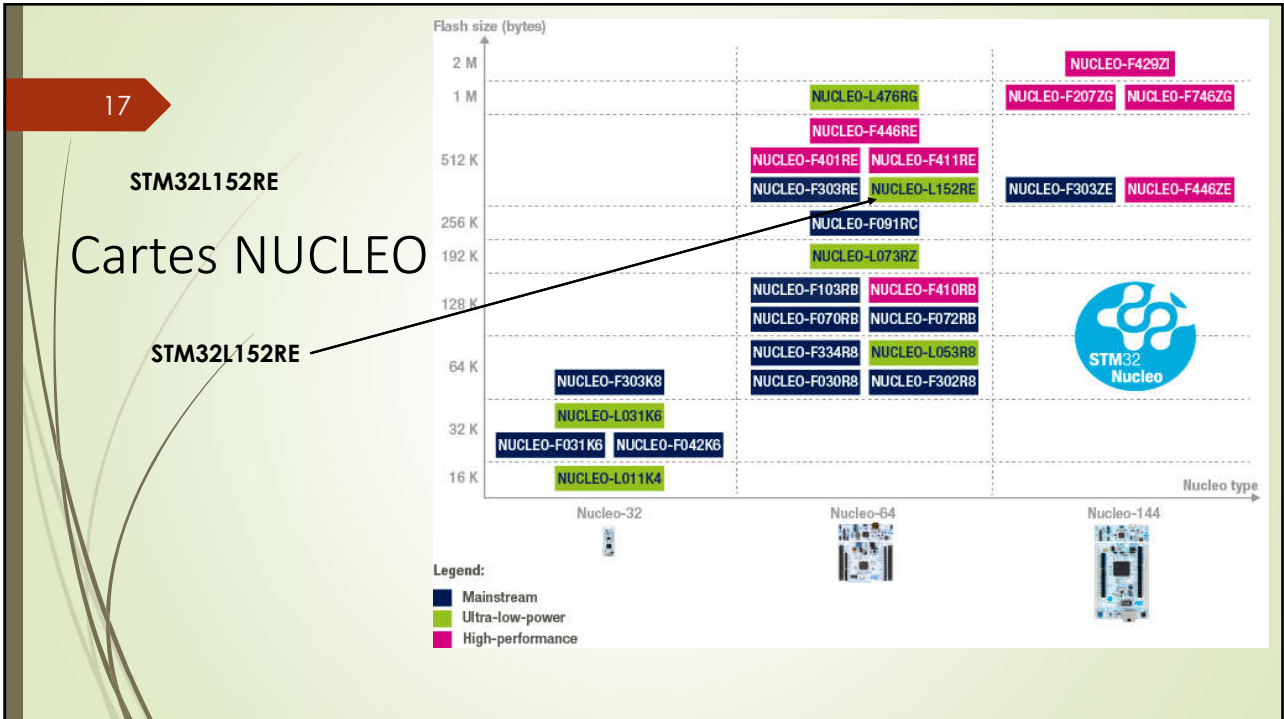 17
STM32L152RE
Cartes NUCLEO
STM32L152RE
Flash size (bytes)
2 M
NUCLEO-F429ZI
1 M
NUCLEO-L476RG
NUCLEO-F207ZG NUCLEO-F746ZG
NUCLEO-F446RE
512 K
NUCLEO-F401RE NUCLEO-F411RE
NUCLEO-F303RE NUCLEO-L152RE
NUCLEO-F303ZE NUCLEO-F446ZE
256 K
NUCLEO-F091RC
192 K
NUCLEO-L073RZ
128 K
NUCLEO-F103RB NUCLEO-F410RB
NUCLEO-F070RB NUCLEO-F072RB
64 K
NUCLEO-F334R8 NUCLEO-L053R8
NUCLEO-F303K8
NUCLEO-F030R8 NUCLEO-F302R8
STM32
Nucleo
32 K
NUCLEO-L031K6
NUCLEO-F031K6 NUCLEO-F042K6
16 K
NUCLEO-L011K4
Nucleo type
Nucleo-32
Nucleo-64
Nucleo-144
Legend:
Mainstream
Ultra-low-power
High-performance